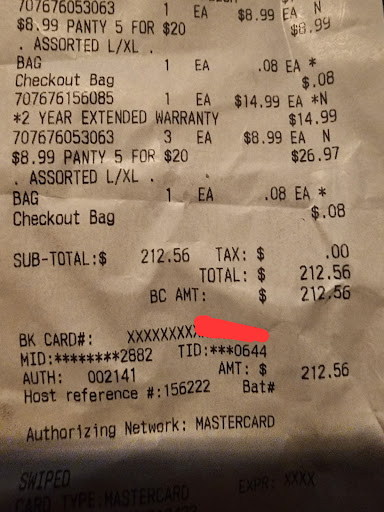 707676053063 1 EA $8.99 EA N
$8.99 PANTY 5 FOR $20 $8.99
. ASSORTED L/XL .
BAG 1 EA .08 EA *
Checkout Bag $.08
707676156085 1 EA $14.99 EA *N
*2 YEAR EXTENDED WARRANTY $14.99
707676053063 3 EA $8.99 EA N
$8.99 PANTY 5 FOR $20 $26.97
. ASSORTED L/XL .
BAG 1 EA .08 EA *
Checkout Bag $.08
SUB-TOTAL:$ 212.56 TAX: $ .00
TOTAL: $ 212.56
BC AMT: $ 212.56
BK CARD#: XXXXXXXXX
MID:********2882 TID:***0644
AUTH: 002141 AMT: $ 212.56
Host reference #:156222 Bat#
Authorizing Network: MASTERCARD
SWIPED
CARD TYPE:MASTERCARD EXPR: XXXX